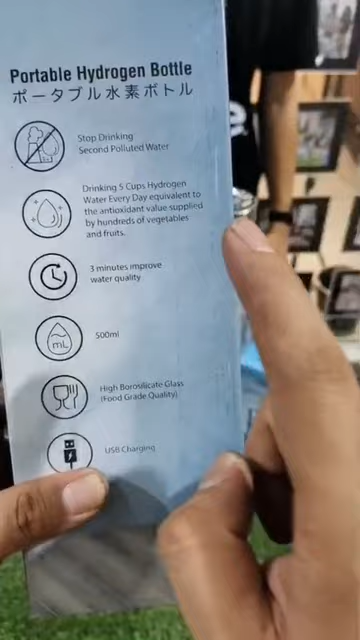 Portable Hydrogen Bottle
ポータブル水素ボトル
Stop Drinking
Second Polluted Water
Drinking 5 Cups Hydrogen
Water Every Day equivalent to
the antioxidant value supplied
by hundreds of vegetables
and fruits.
3 minutes improve
water quality
mL
500ml
High Borosilicate Glass
(Food Grade Quality)
USB Charging